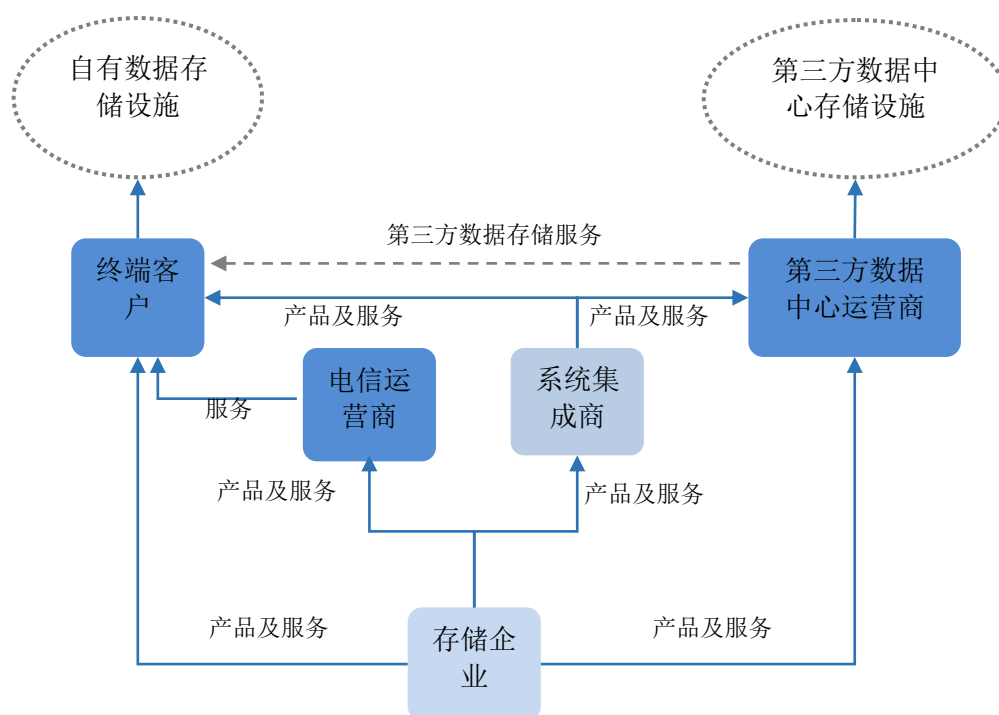 自有数据存
储设施
第三方数据中
心存储设施
第三方数据存储服务
终端客
户
第三方数据
中心运营商
产品及服务
产品及服务
电信运
营商
系统集
成商
服务
产品及服务
产品及服务
产品及服务
产品及服务
存储企
业